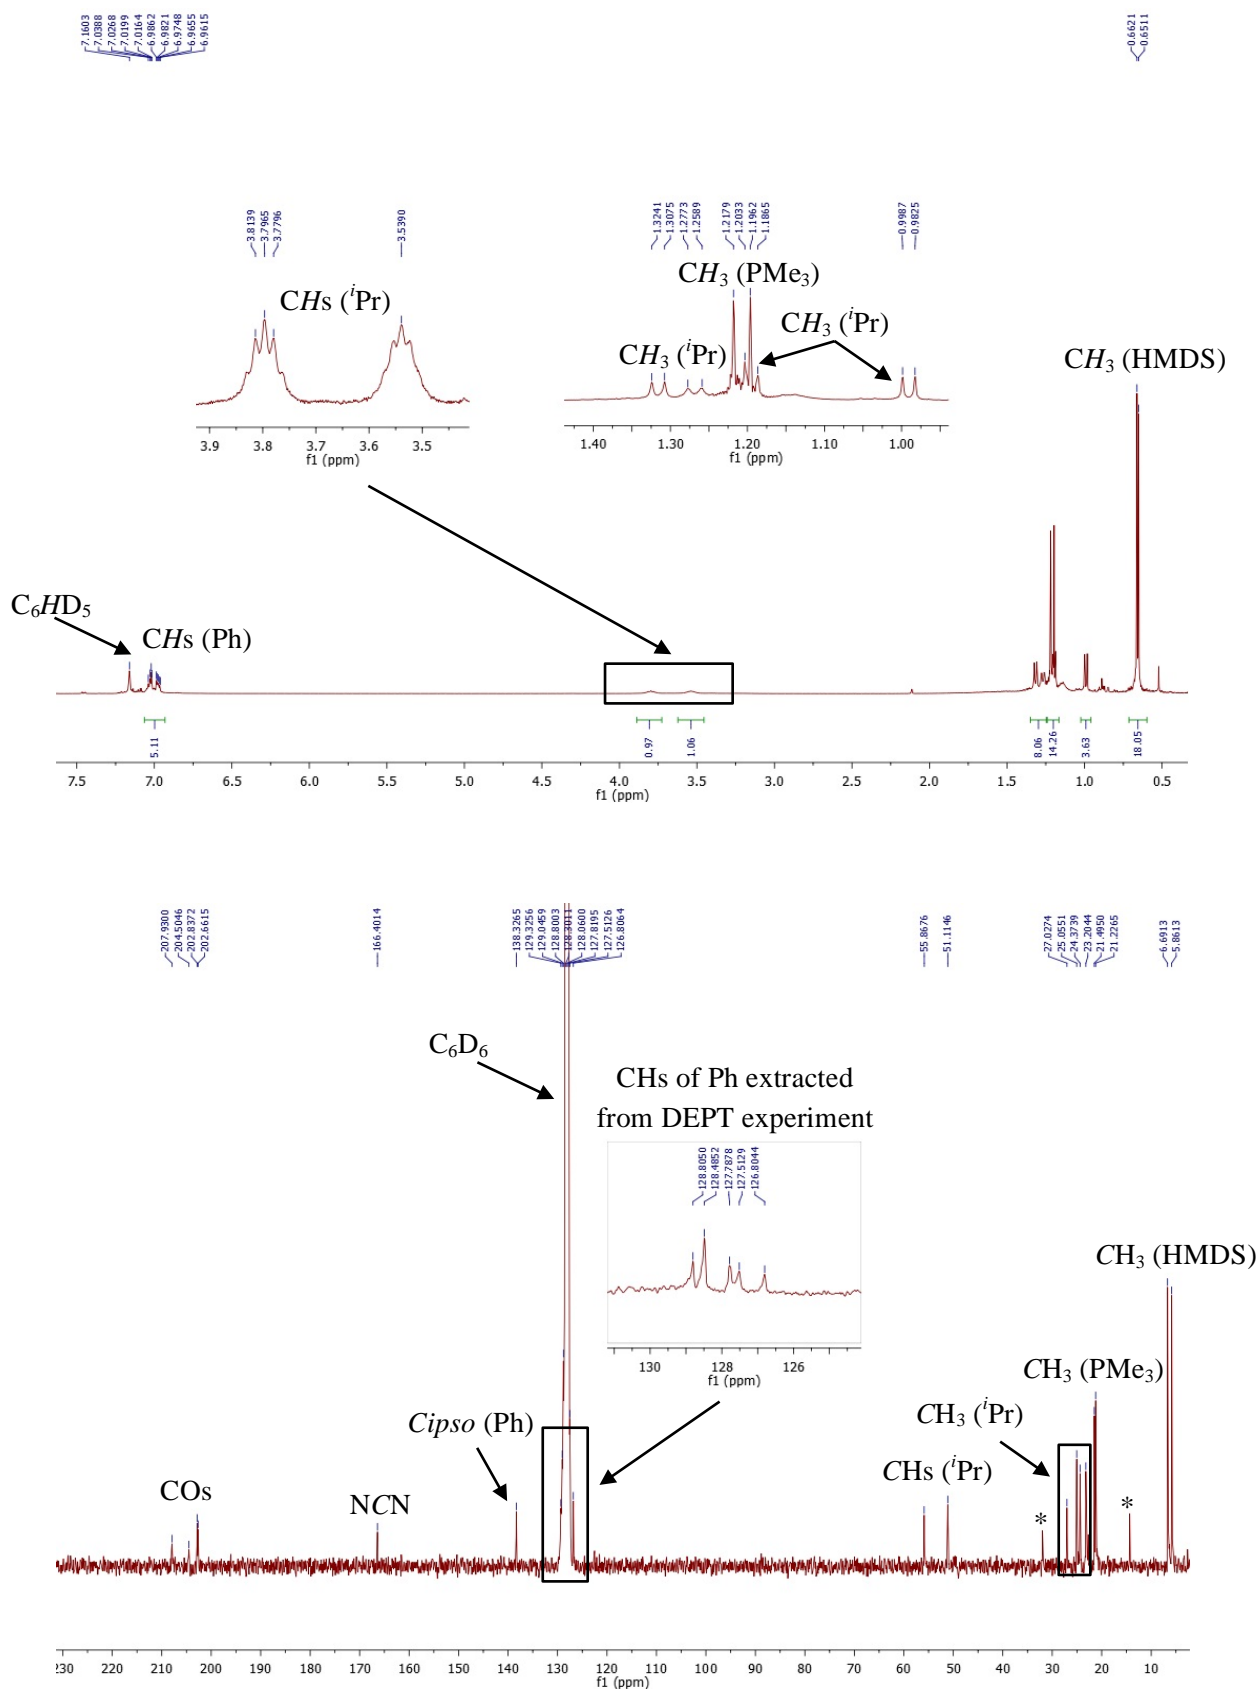 7.1603
7.0388
7.0268
7.0199
7.0164
6.9862
6.9821
6.9748
6.9655
6.9615
0.6621
0.6511
3.8139
3.7965
3.7796
3.5390
1.3241
1.3075
1.2773
1.2589
1.2179
1.2033
1.1962
1.1865
0.9987
0.9825
CHs (iPr)
CH3 (PMe3)
CH3 (iPr)
CH3 (iPr)
CH3 (HMDS)
3.9 3.8 3.7 3.6 3.5
f1 (ppm)
1.40 1.30 1.20 1.10 1.00
f1 (ppm)
C6HD5
CHs (Ph)
5.11
0.97
1.06
8.06
14.26
3.63
18.05
7.5 7.0 6.5 6.0 5.5 5.0 4.5 4.0 3.5 3.0 2.5 2.0 1.5 1.0 0.5
f1 (ppm)
207.9300
204.5046
202.8372
202.6615
166.4014
138.3265
129.3256
129.0459
128.8003
128.3011
128.0600
127.8195
127.5126
126.8064
55.8676
51.1146
27.0274
25.0551
24.3739
23.2044
21.4950
21.2265
6.6913
5.8613
C6D6
CHs of Ph extracted
from DEPT experiment
128.8050
128.4852
127.7878
127.5129
126.8044
130 128 126
f1 (ppm)
CH3 (HMDS)
CH3 (PMe3)
CH3 (iPr)
Cipso (Ph)
CHs (iPr)
COs
NCN
*
*
230 220 210 200 190 180 170 160 150 140 130 120 110 100 90 80 70 60 50 40 30 20 10
f1 (ppm)